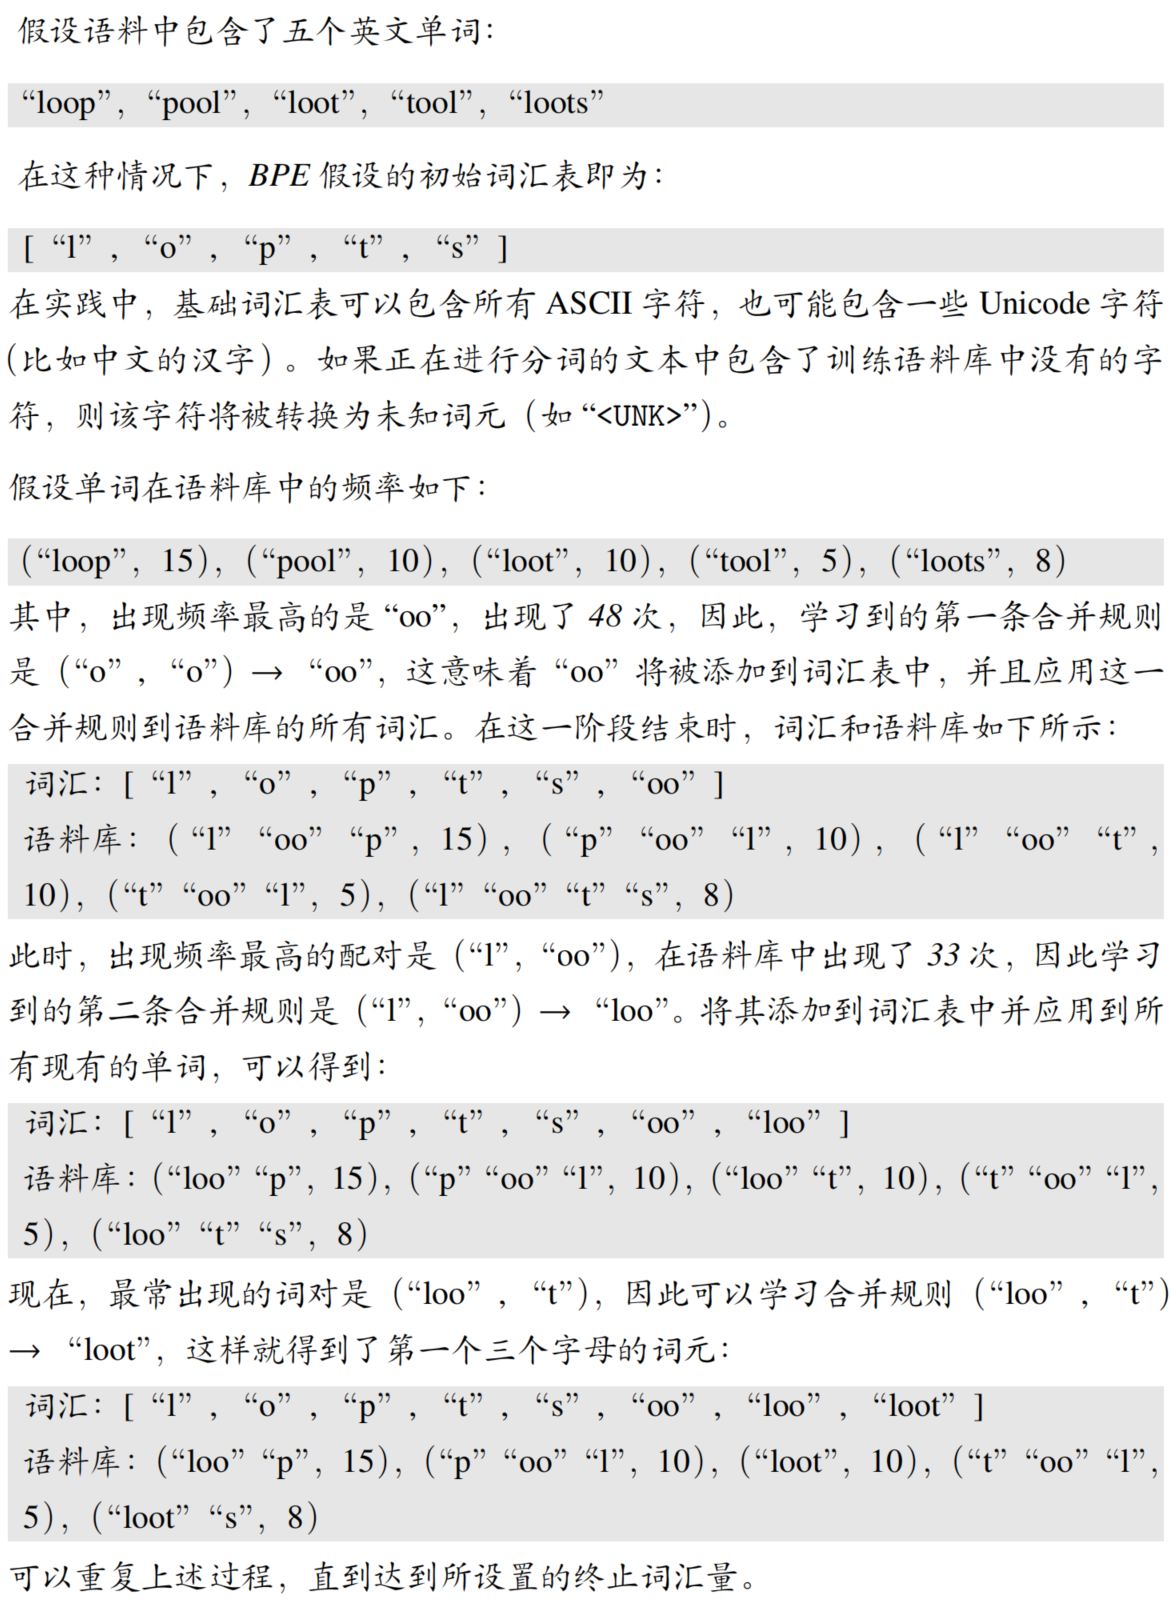 假设语料中包含了五个英文单词：
“loop”，“pool”，“loot”，“tool”，“loots”
在这种情况下，BPE 假设的初始词汇表即为：
[ “l” , “o” , “p” , “t” , “s” ]
在实践中，基础词汇表可以包含所有 ASCII 字符，也可能包含一些 Unicode 字符
（比如中文的汉字）。如果正在进行分词的文本中包含了训练语料库中没有的字
符，则该字符将被转换为未知词元（如 “<UNK>”）。
假设单词在语料库中的频率如下：
（“loop”，15），（“pool”，10），（“loot”，10），（“tool”，5），（“loots”，8）
其中，出现频率最高的是 “oo”，出现了 48 次，因此，学习到的第一条合并规则
是（“o” , “o”）→ “oo”，这意味着 “oo” 将被添加到词汇表中，并且应用这一
合并规则到语料库的所有词汇。在这一阶段结束时，词汇和语料库如下所示：
词汇：[ “l” , “o” , “p” , “t” , “s” , “oo” ]
语料库：（ “l” “oo” “p” , 15），（ “p” “oo” “l” , 10），（ “l” “oo” “t” ,
10），（“t” “oo” “l”，5），（“l” “oo” “t” “s”，8）
此时，出现频率最高的配对是（“l”，“oo”），在语料库中出现了 33 次，因此学习
到的第二条合并规则是（“l”，“oo”）→ “loo”。将其添加到词汇表中并应用到所
有现有的单词，可以得到：
词汇：[ “l” , “o” , “p” , “t” , “s” , “oo” , “loo” ]
语料库：（“loo” “p”，15），（“p” “oo” “l”，10），（“loo” “t”，10），（“t” “oo” “l”，
5），（“loo” “t” “s”，8）
现在，最常出现的词对是（“loo” , “t”），因此可以学习合并规则（“loo” , “t”）
→ “loot”，这样就得到了第一个三个字母的词元：
词汇：[ “l” , “o” , “p” , “t” , “s” , “oo” , “loo” , “loot” ]
语料库：（“loo” “p”，15），（“p” “oo” “l”，10），（“loot”，10），（“t” “oo” “l”，
5），（“loot” “s”，8）
可以重复上述过程，直到达到所设置的终止词汇量。